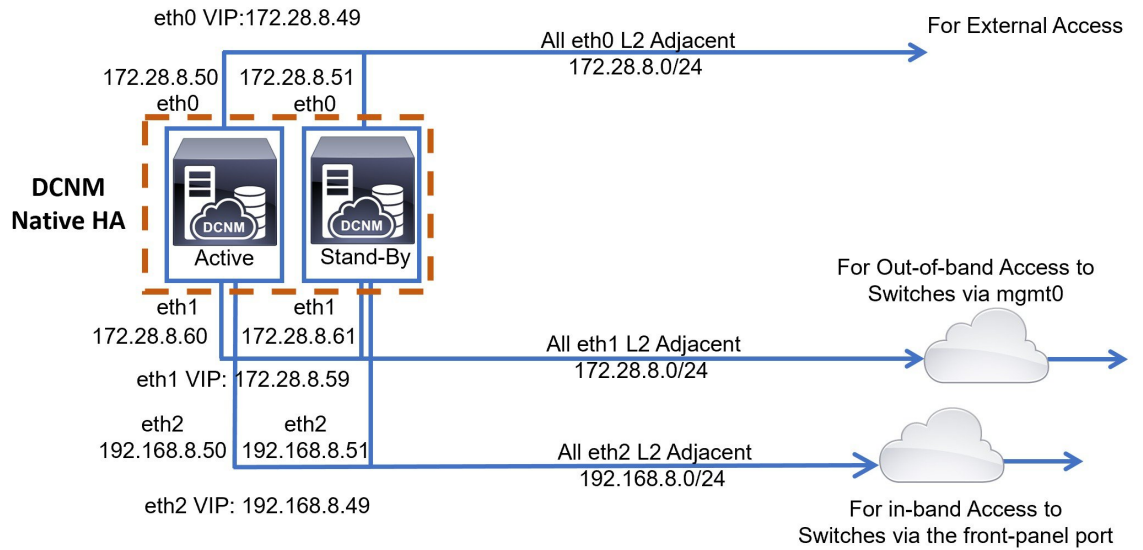 eth0 VIP:172.28.8.49
For External Access
All eth0 L2 Adjacent
172.28.8.0/24
172.28.8.50
172.28.8.51
eth0
eth0
DCNM
Native HA
DCNM
DCNM
Active
Stand-By
For Out-of-band Access to
Switches via mgmt0
eth1
eth1
172.28.8.60
172.28.8.61
All eth1 L2 Adjacent
172.28.8.0/24
eth1 VIP: 172.28.8.59
eth2
eth2
192.168.8.50
192.168.8.51
All eth2 L2 Adjacent
192.168.8.0/24
eth2 VIP: 192.168.8.49
For in-band Access to
Switches via the front-panel port